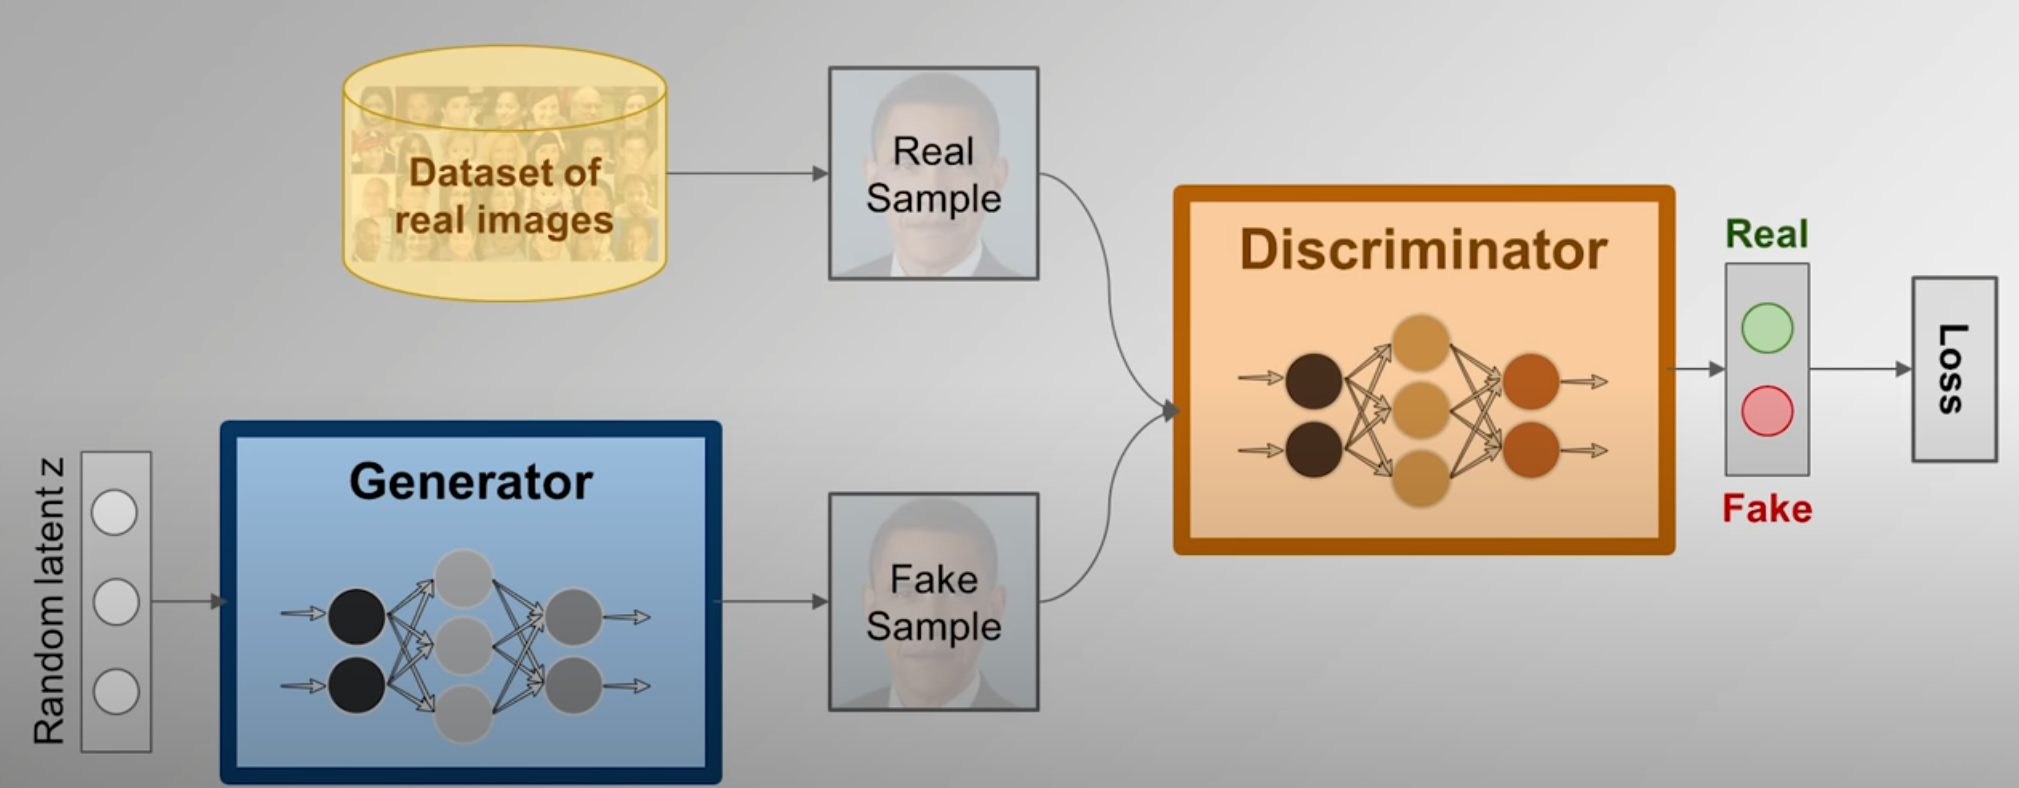 Dataset of
real images
Real
Sample
Discriminator
Real
Fake
Loss
Random latent z
Generator
Fake
Sample